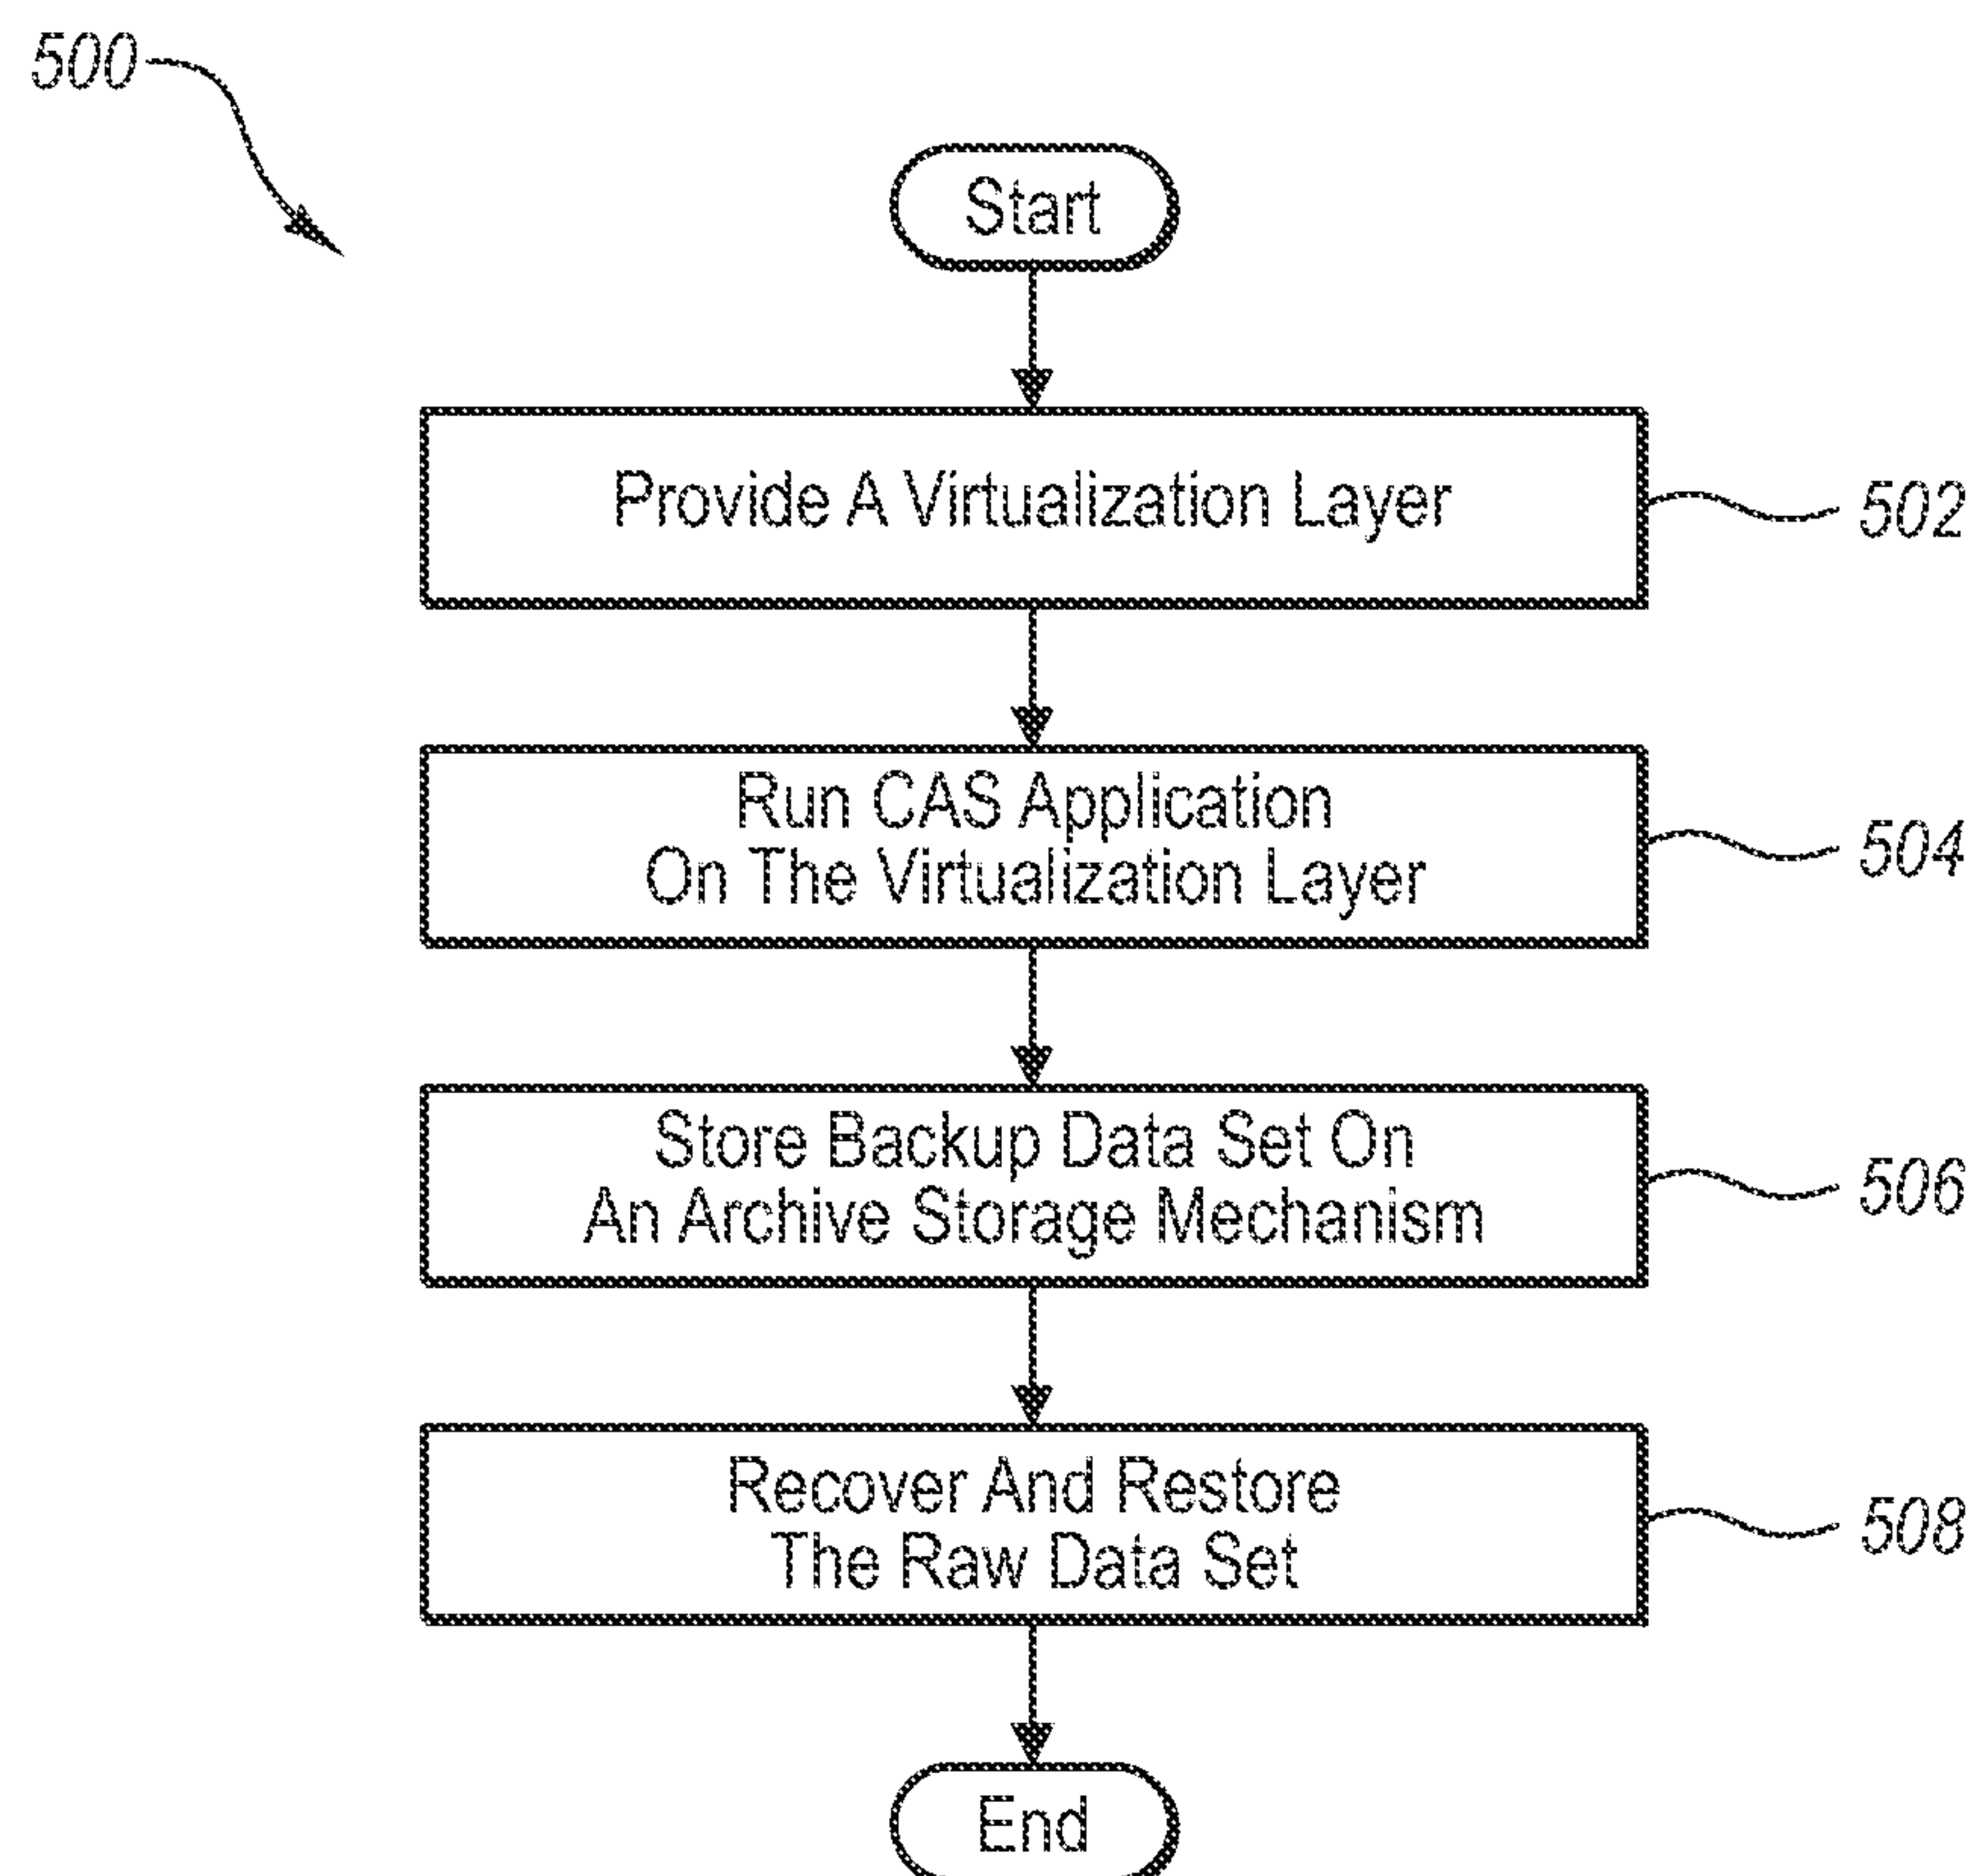 500
Start
Provide A Virtualization Layer
502
Run CAS Application
On The Virtualization Layer
504
Store Backup Data Set On
An Archive Storage Mechanism
506
Recover And Restore
The Raw Data Set
508
End